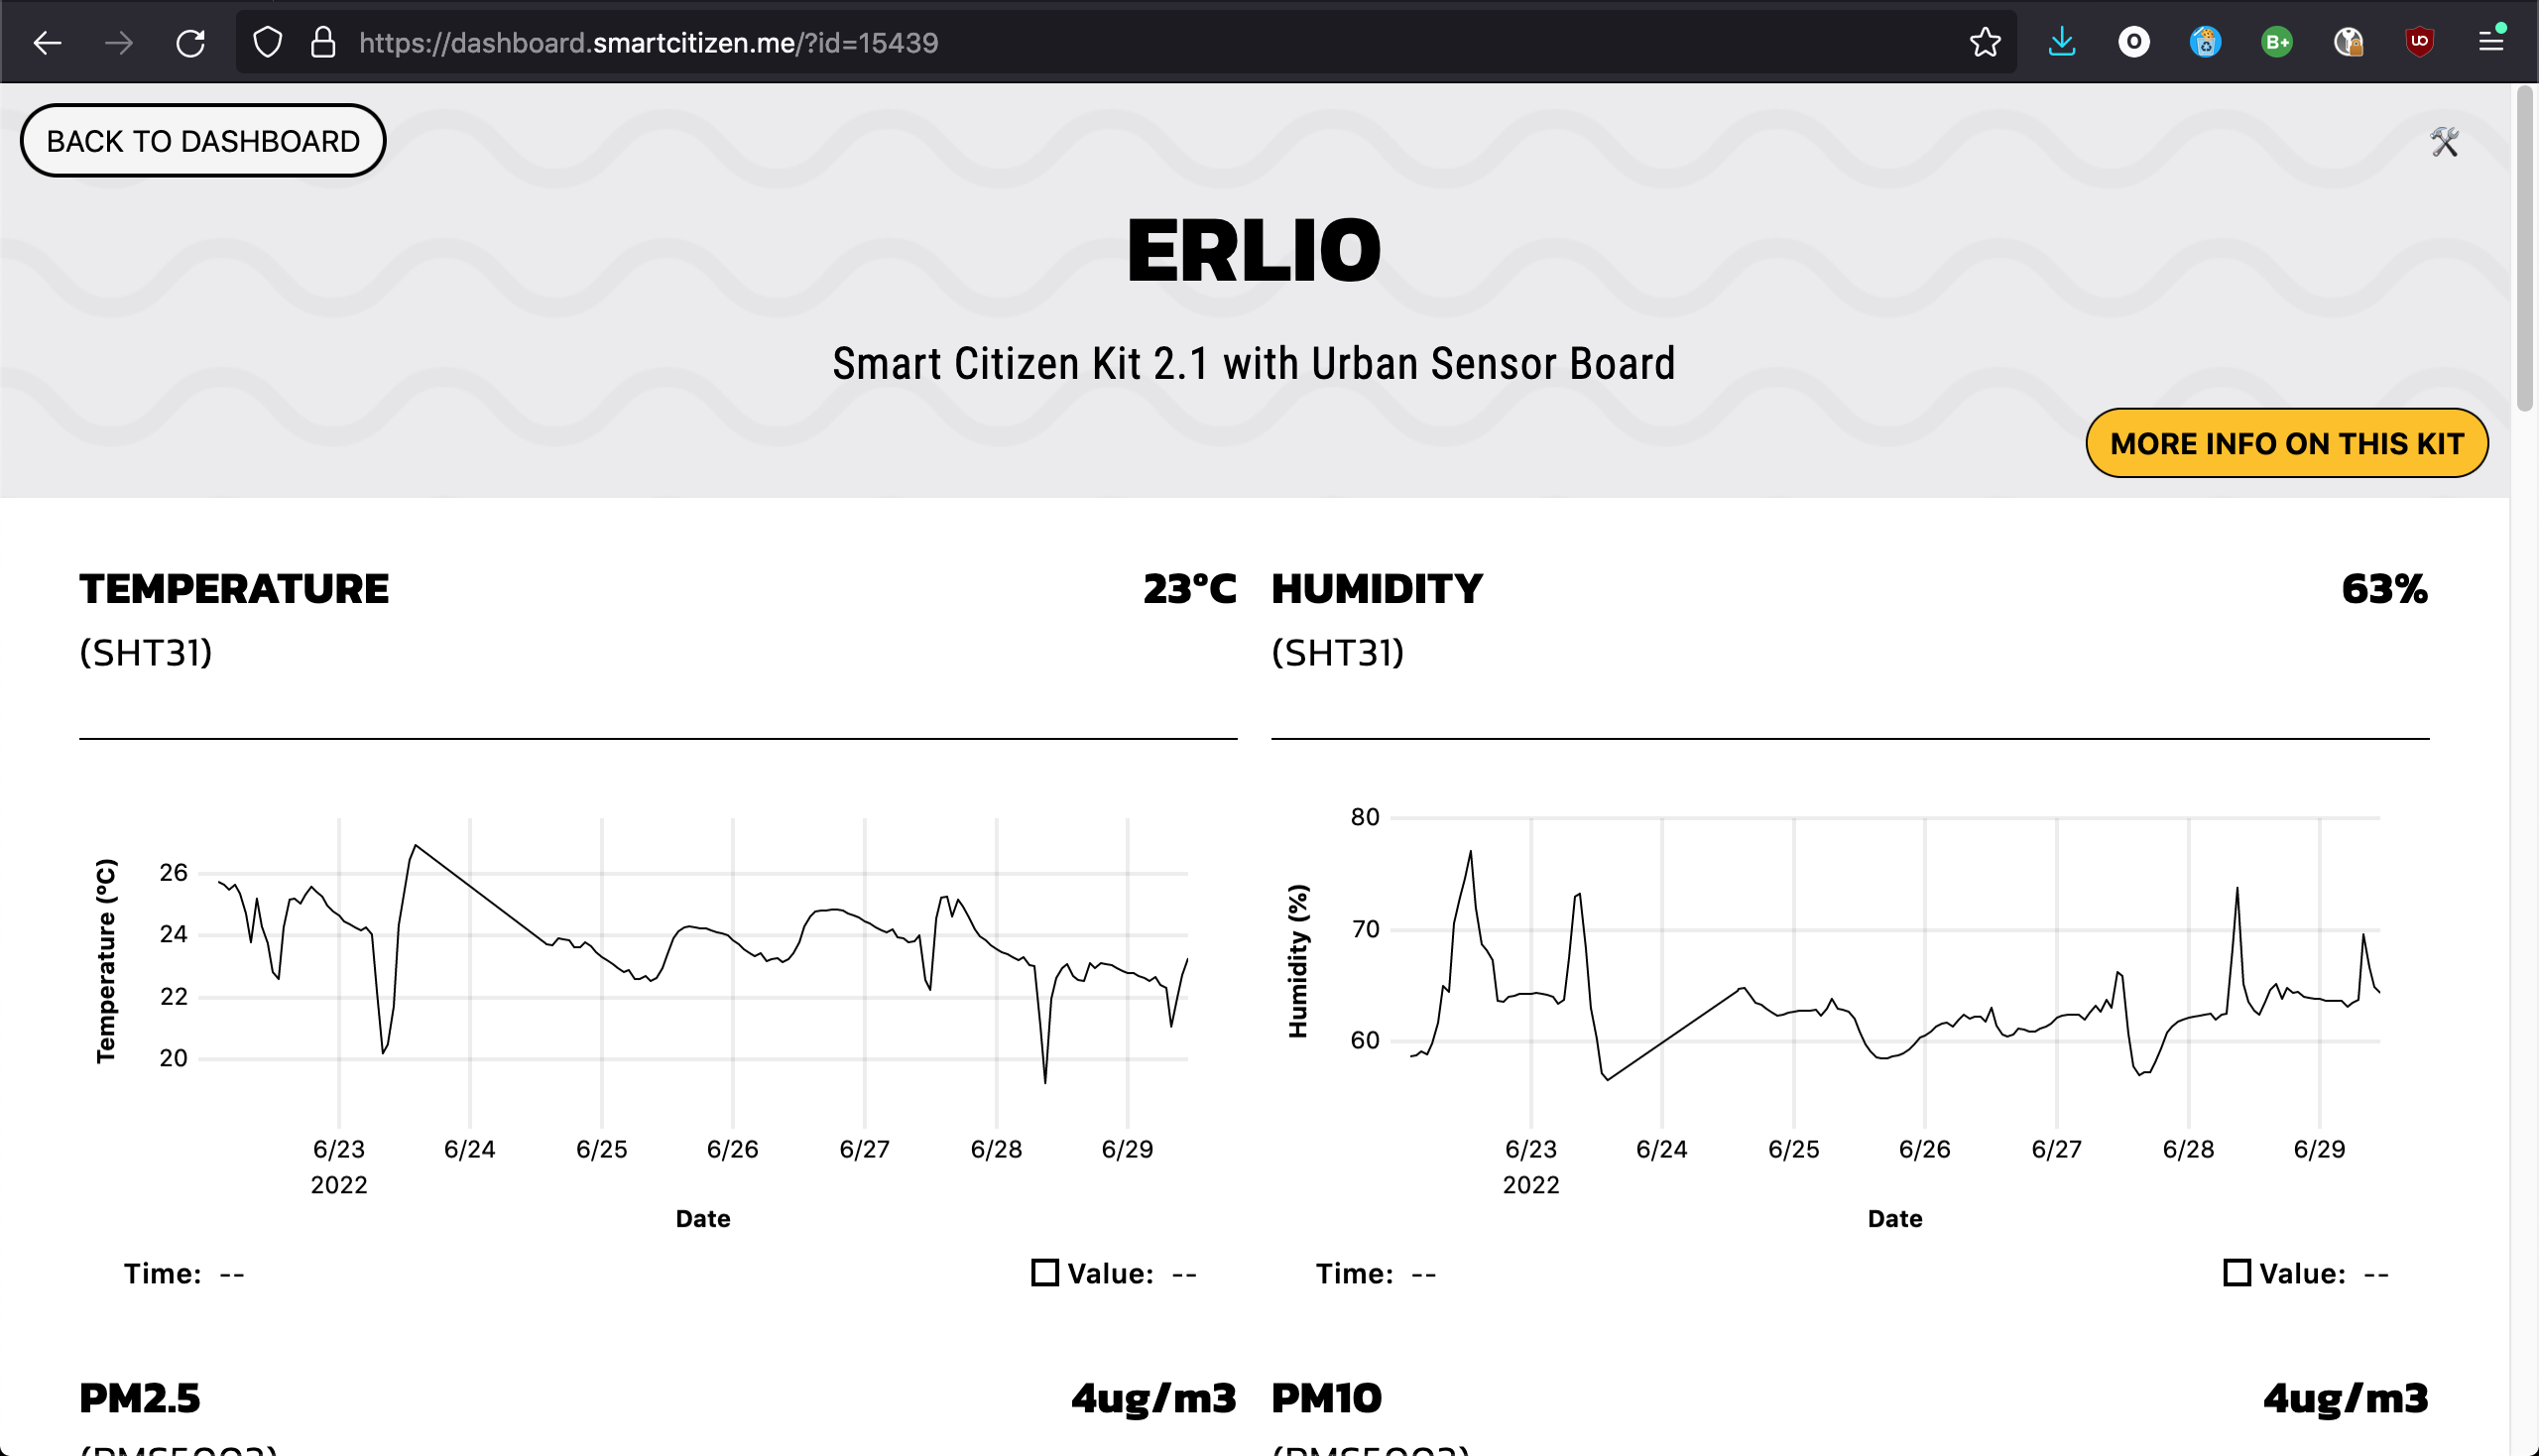 https://dashboard.smartcitizen.me/?id=15439
BACK TO DASHBOARD
ERLIO
Smart Citizen Kit 2.1 with Urban Sensor Board
MORE INFO ON THIS KIT
TEMPERATURE 23ºC
(SHT31)
HUMIDITY 63%
(SHT31)
Temperature (ºC)
26
24
22
20
6/23 6/24 6/25 6/26 6/27 6/28 6/29
2022
Date
Time: -- Value: --
Humidity (%)
80
70
60
6/23 6/24 6/25 6/26 6/27 6/28 6/29
2022
Date
Time: -- Value: --
PM2.5 4ug/m3
(PMS5003)
PM10 4ug/m3
(PMS5003)